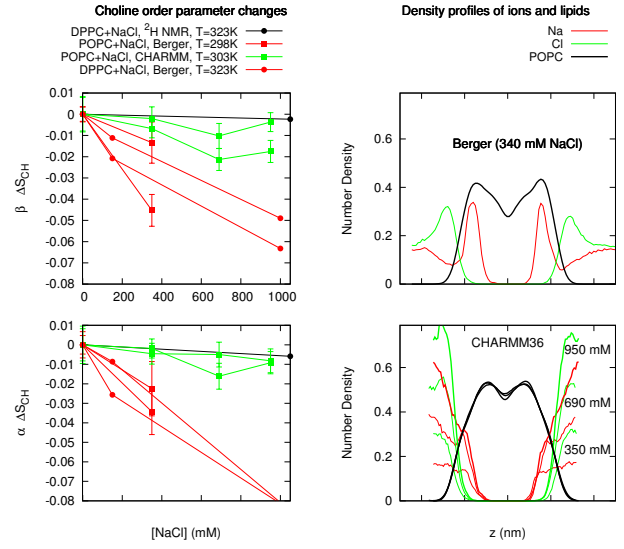 Choline order parameter changes
DPPC+NaCl, ²H NMR, T=323K
POPC+NaCl, Berger, T=298K
POPC+NaCl, CHARMM, T=303K
DPPC+NaCl, Berger, T=323K
0.01
0
-0.01
-0.02
-0.03
-0.04
-0.05
-0.06
-0.07
-0.08
β ΔS_CH
0
200
400
600
800
1000
0.01
0
-0.01
-0.02
-0.03
-0.04
-0.05
-0.06
-0.07
-0.08
α ΔS_CH
[NaCl] (mM)
Density profiles of ions and lipids
Na
Cl
POPC
Berger (340 mM NaCl)
Number Density
0.6
0.4
0.2
0
CHARMM36
950 mM
690 mM
350 mM
Number Density
0.6
0.4
0.2
0
z (nm)